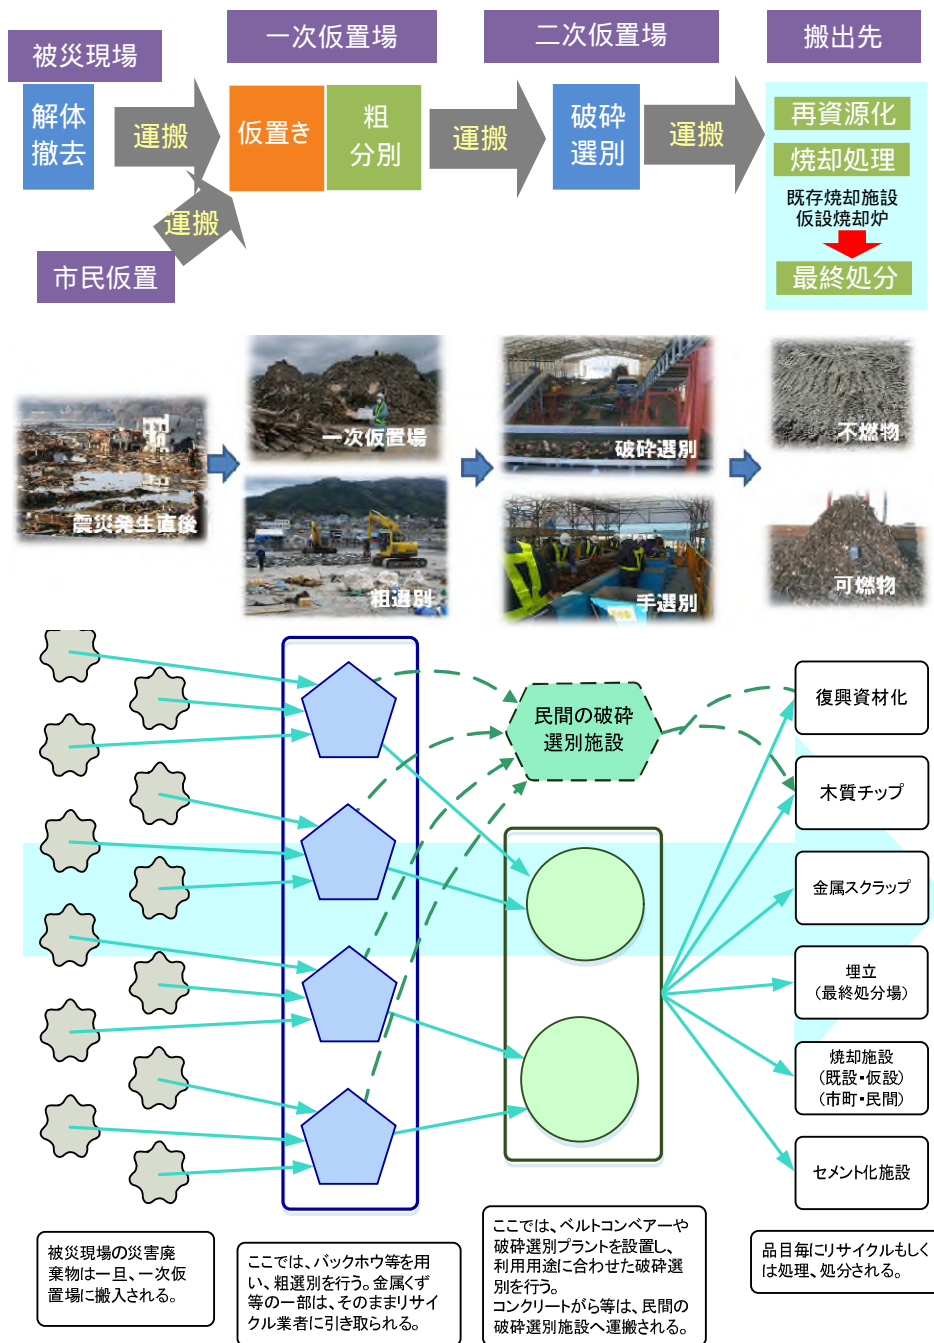 被災現場
一次仮置場
二次仮置場
搬出先
解体
撤去
運搬
仮置き
粗
分別
運搬
破砕
選別
運搬
再資源化
焼却処理
既存焼却施設
仮設焼却炉
最終処分
運搬
市民仮置
震災発生直後
一次仮置場
粗選別
破砕選別
手選別
不燃物
可燃物
民間の破砕
選別施設
復興資材化
木質チップ
金属スクラップ
埋立
(最終処分場)
焼却施設
(既設・仮設)
(市町・民間)
セメント化施設
被災現場の災害廃
棄物は一旦、一次仮
置場に搬入される。
ここでは、バックホウ等を用
い、粗選別を行う。金属くず
等の一部は、そのままリサイ
クル業者に引き取られる。
ここでは、ベルトコンベアーや
破砕選別プラントを設置し、
利用用途に合わせた破砕選
別を行う。
コンクリートがら等は、民間の
破砕選別施設へ運搬される。
品目毎にリサイクルもしく
は処理、処分される。